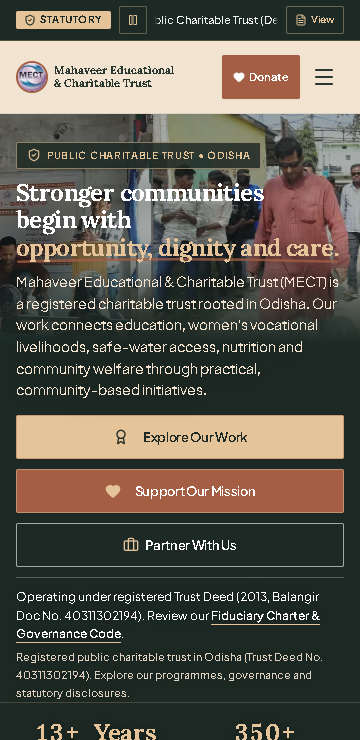 STATUTORY
blic Charitable Trust (De
View
MECT
Mahaveer Educational
& Charitable Trust
Donate
PUBLIC CHARITABLE TRUST • ODISHA
Stronger communities
begin with
opportunity, dignity and care.
Mahaveer Educational & Charitable Trust (MECT) is
a registered charitable trust rooted in Odisha. Our
work connects education, women's vocational
livelihoods, safe-water access, nutrition and
community welfare through practical,
community-based initiatives.
Explore Our Work
Support Our Mission
Partner With Us
Operating under registered Trust Deed (2013, Balangir
Doc No. 40311302194). Review our Fiduciary Charter &
Governance Code.
Registered public charitable trust in Odisha (Trust Deed No.
40311302194). Explore our programmes, governance and
statutory disclosures.
13+ Years
350+